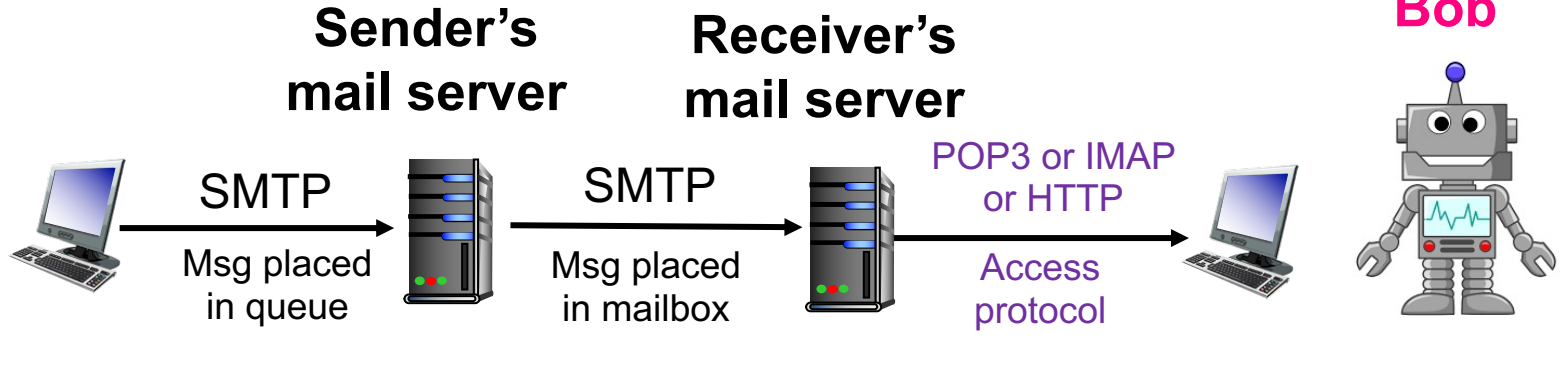 Sender’s
mail server
Receiver’s
mail server
Bob
SMTP
Msg placed
in queue
SMTP
Msg placed
in mailbox
POP3 or IMAP
or HTTP
Access
protocol